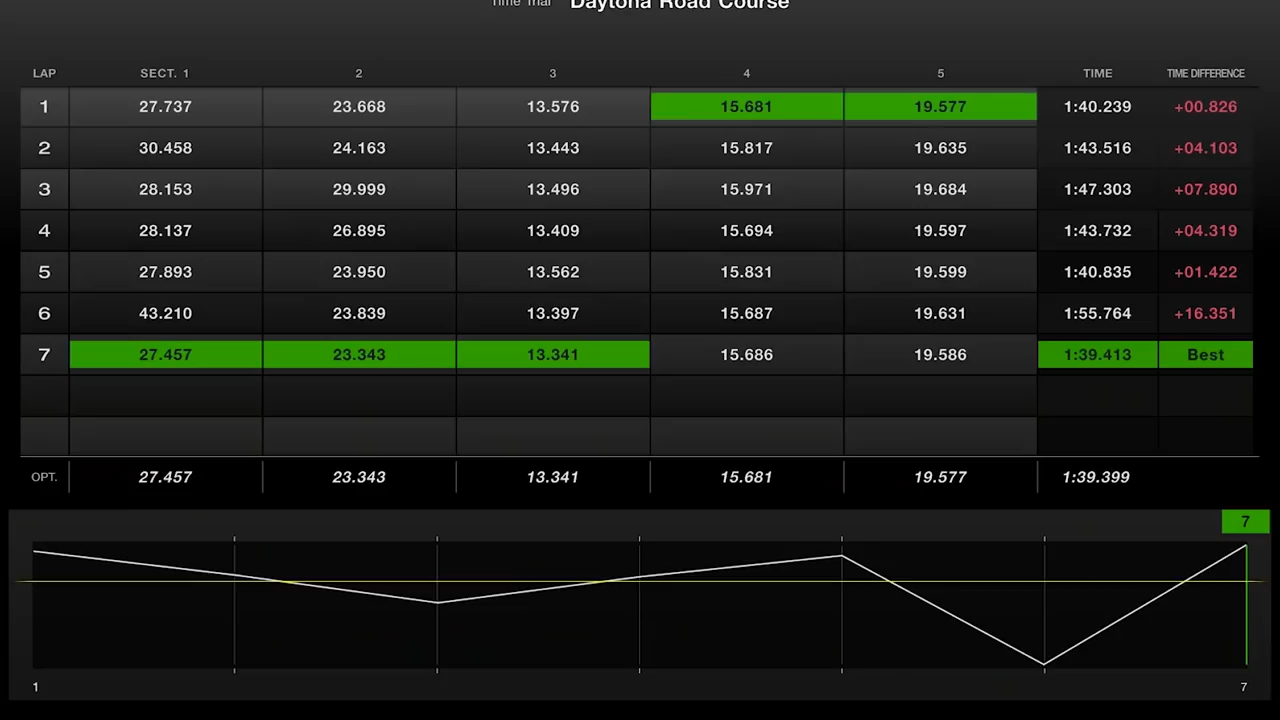 Time Trial Daytona Road Course
LAP SECT. 1 2 3 4 5 TIME TIME DIFFERENCE
1 27.737 23.668 13.576 15.681 19.577 1:40.239 +00.826
2 30.458 24.163 13.443 15.817 19.635 1:43.516 +04.103
3 28.153 29.999 13.496 15.971 19.684 1:47.303 +07.890
4 28.137 26.895 13.409 15.694 19.597 1:43.732 +04.319
5 27.893 23.950 13.562 15.831 19.599 1:40.835 +01.422
6 43.210 23.839 13.397 15.687 19.631 1:55.764 +16.351
7 27.457 23.343 13.341 15.686 19.586 1:39.413 Best
OPT. 27.457 23.343 13.341 15.681 19.577 1:39.399
7
1 7